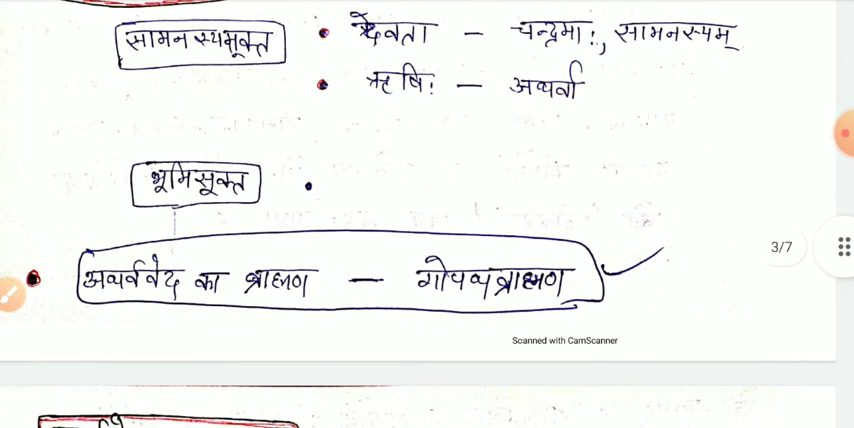 सामनस्यसूक्त • देवता – चन्द्रमाः, सामनस्यम्
• ऋषिः – अथर्वा
भूमिसूक्त •
• अथर्ववेद का ब्राह्मण – गोपथब्राह्मण
3/7
Scanned with CamScanner